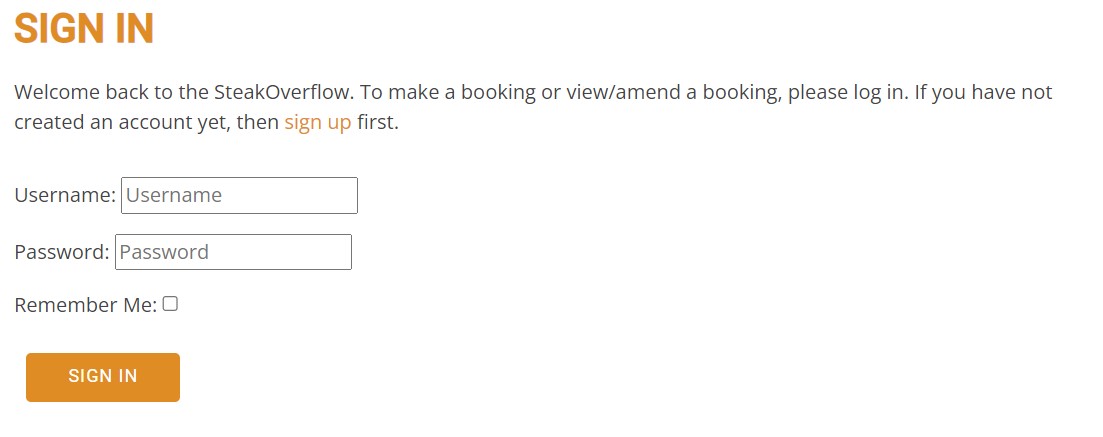 SIGN IN
Welcome back to the SteakOverflow. To make a booking or view/amend a booking, please log in. If you have not
created an account yet, then sign up first.
Username: Username
Password: Password
Remember Me:
SIGN IN